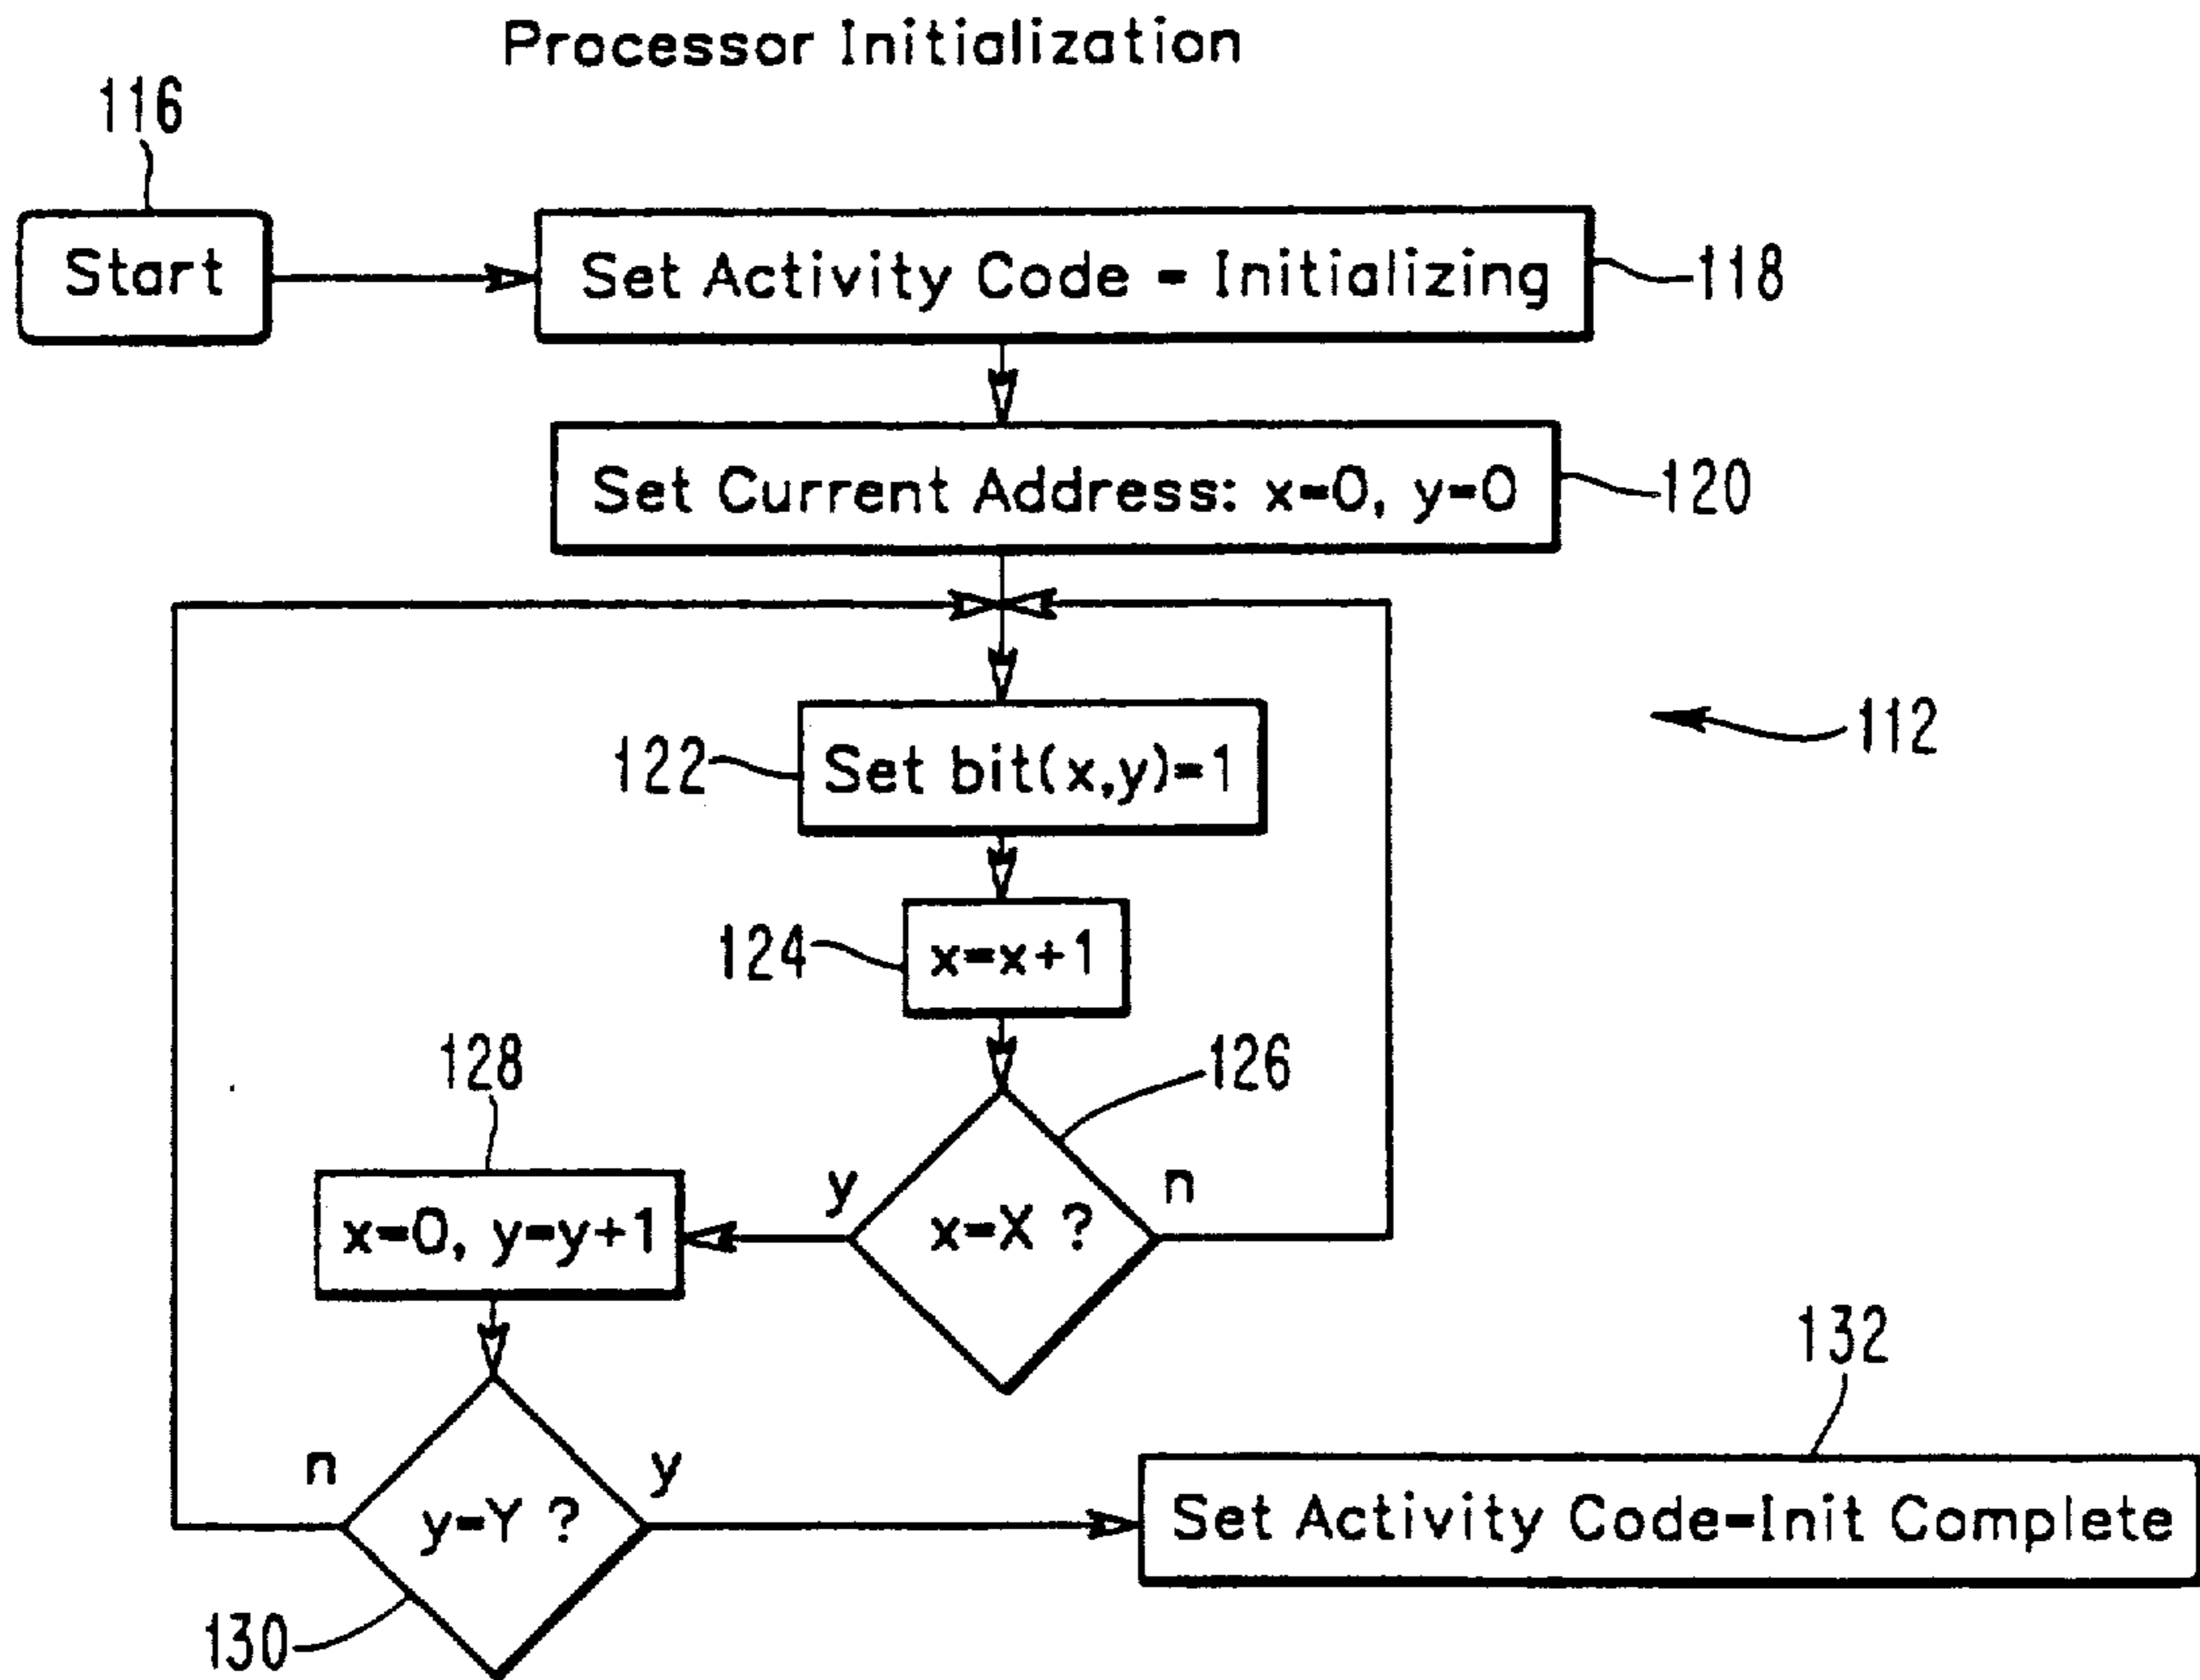 Processor Initialization
116
Start
Set Activity Code = Initializing
118
Set Current Address: x=0, y=0
120
112
122
Set bit(x,y)=1
124
x=x+1
128
126
y
n
x=0, y=y+1
x=X ?
132
n
y
y=Y ?
Set Activity Code=Init Complete
130